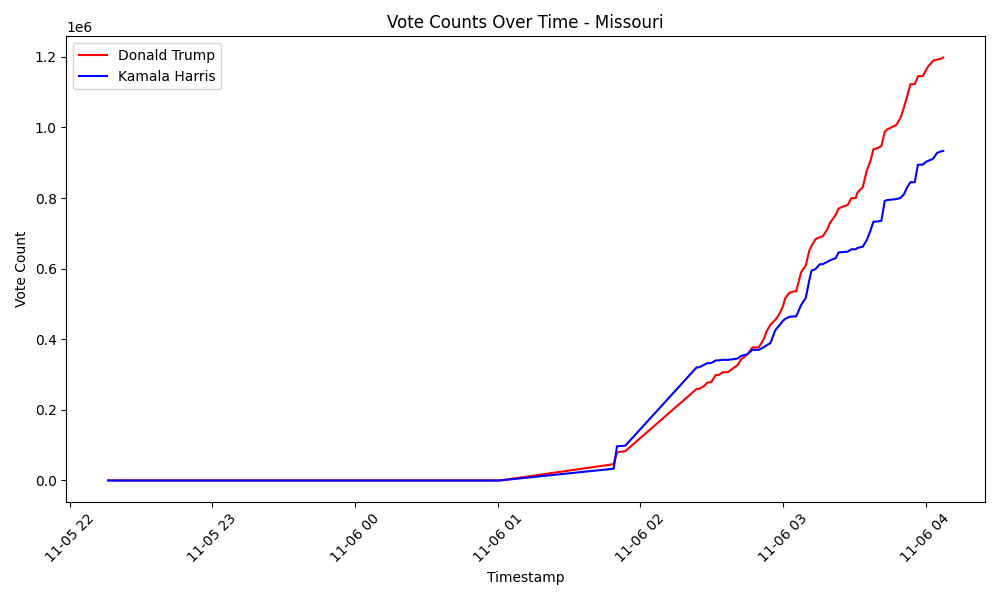 Vote Counts Over Time - Missouri
1e6
Donald Trump
Kamala Harris
Vote Count
1.2
1.0
0.8
0.6
0.4
0.2
0.0
11-05 22
11-05 23
11-06 00
11-06 01
11-06 02
11-06 03
11-06 04
Timestamp